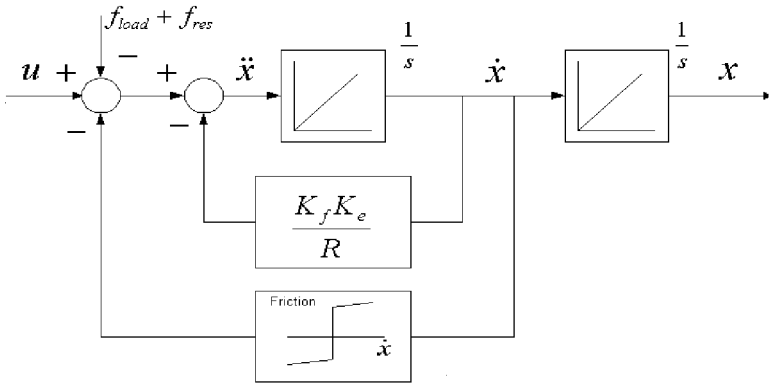 f_load + f_res
−
u + + ẍ 1/s ẋ 1/s x
− −
K_f K_e
R
Friction
ẋ